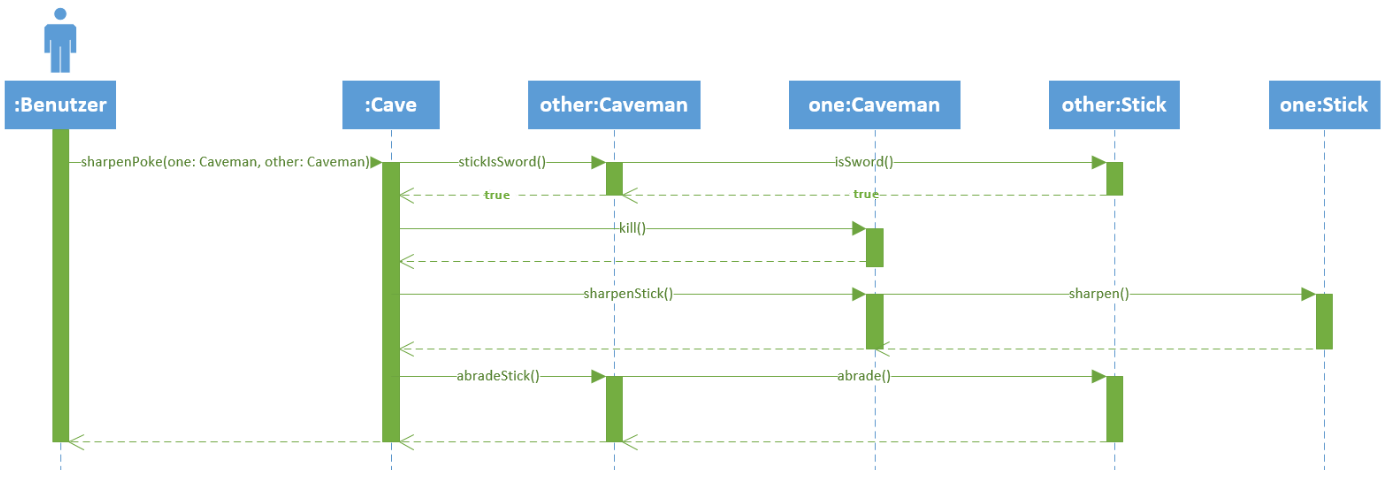 :Benutzer
:Cave
other:Caveman
one:Caveman
other:Stick
one:Stick
sharpenPoke(one: Caveman, other: Caveman)
stickIsSword()
isSword()
true
true
kill()
sharpenStick()
sharpen()
abradeStick()
abrade()